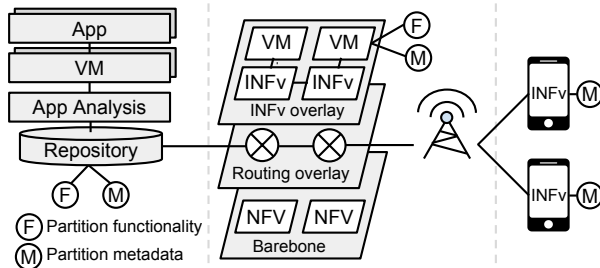 App
VM
App Analysis
Repository
F M
F Partition functionality
M Partition metadata
VM VM
F
M
INFv INFv
INFv overlay
Routing overlay
NFV NFV
Barebone
INFv M
INFv M